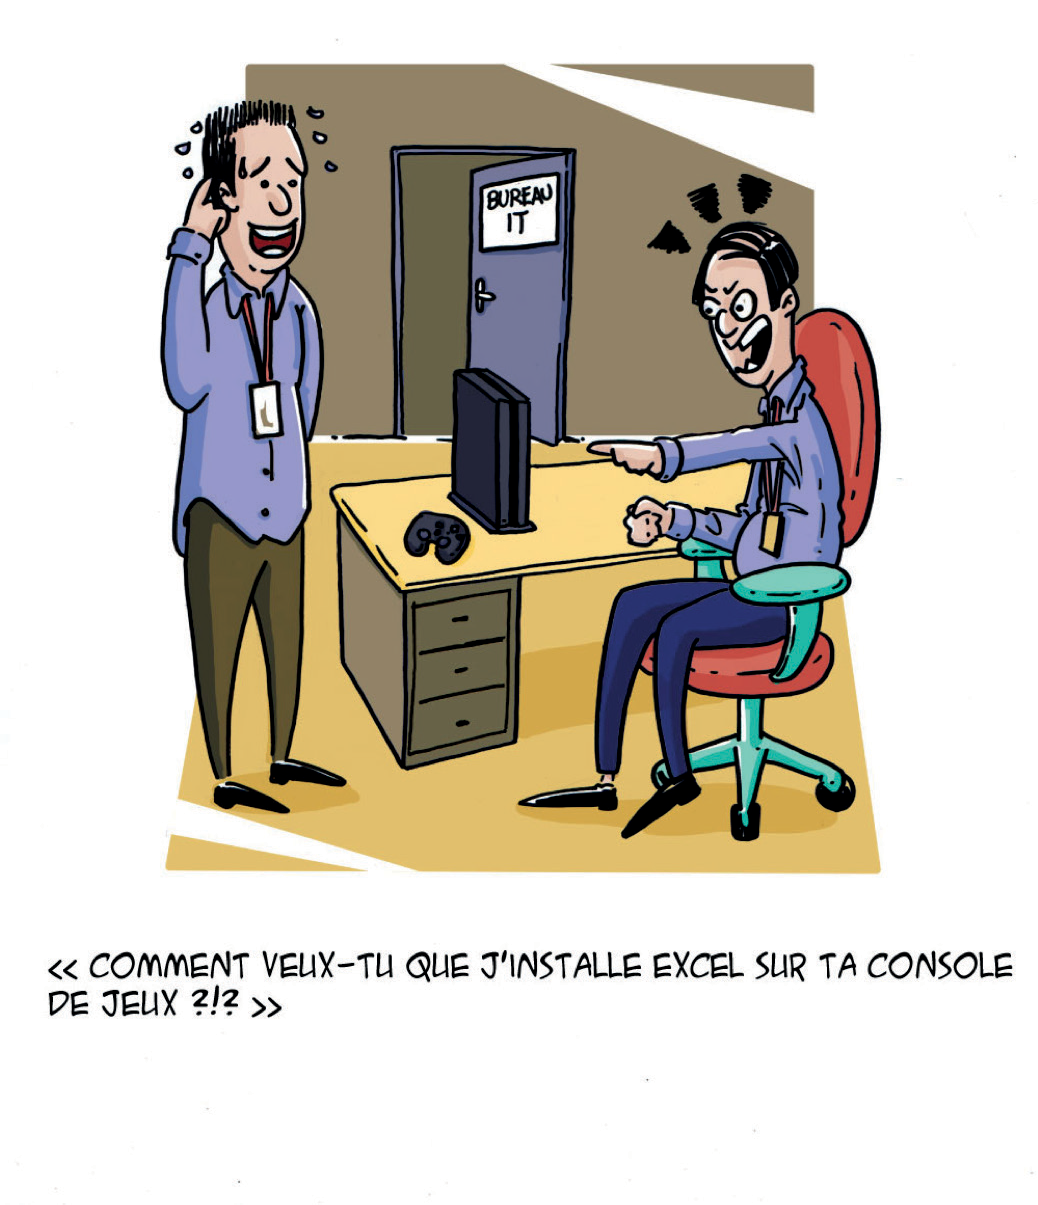 BUREAU
IT
<< COMMENT VEUX-TU QUE J'INSTALLE EXCEL SUR TA CONSOLE
DE JEUX ?!? >>